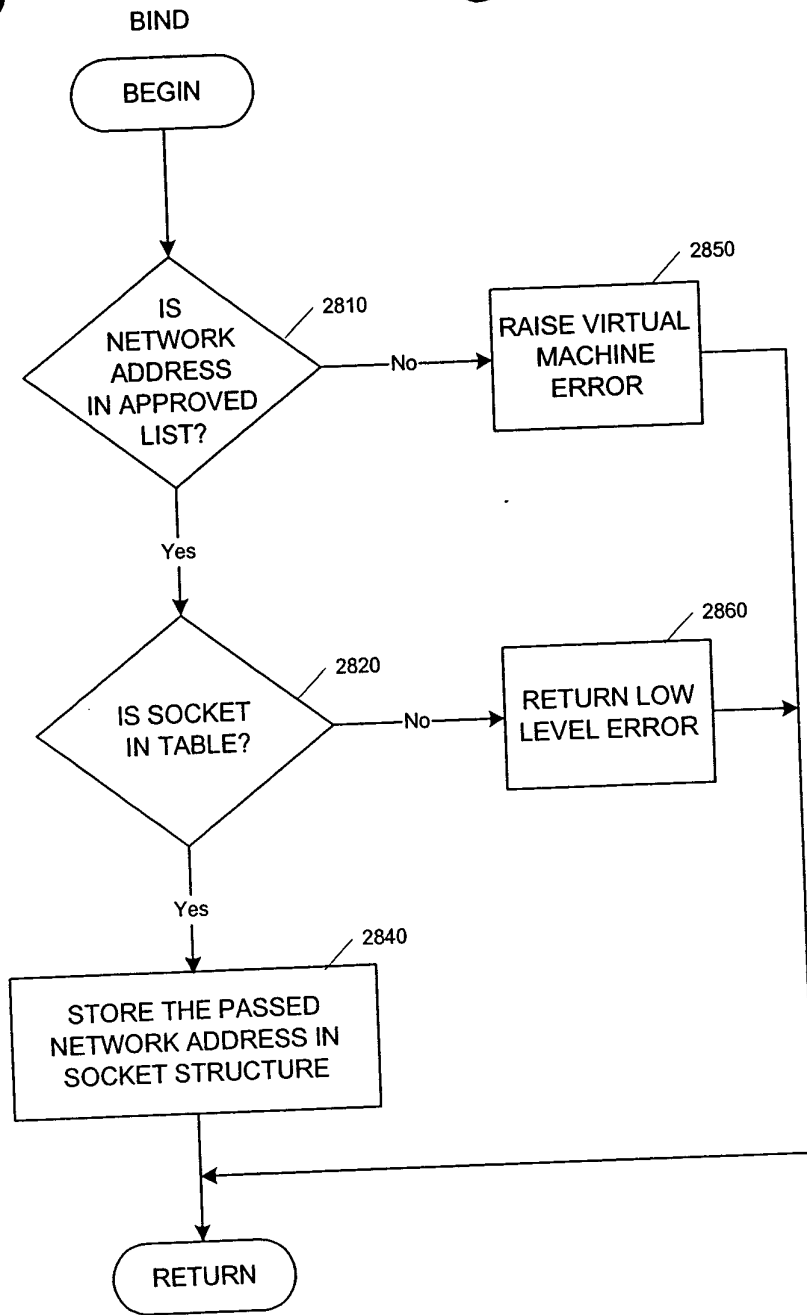 BIND
BEGIN
IS
NETWORK
ADDRESS
IN APPROVED
LIST?
2810
No
2850
RAISE VIRTUAL
MACHINE
ERROR
Yes
IS SOCKET
IN TABLE?
2820
No
2860
RETURN LOW
LEVEL ERROR
Yes
2840
STORE THE PASSED
NETWORK ADDRESS IN
SOCKET STRUCTURE
RETURN